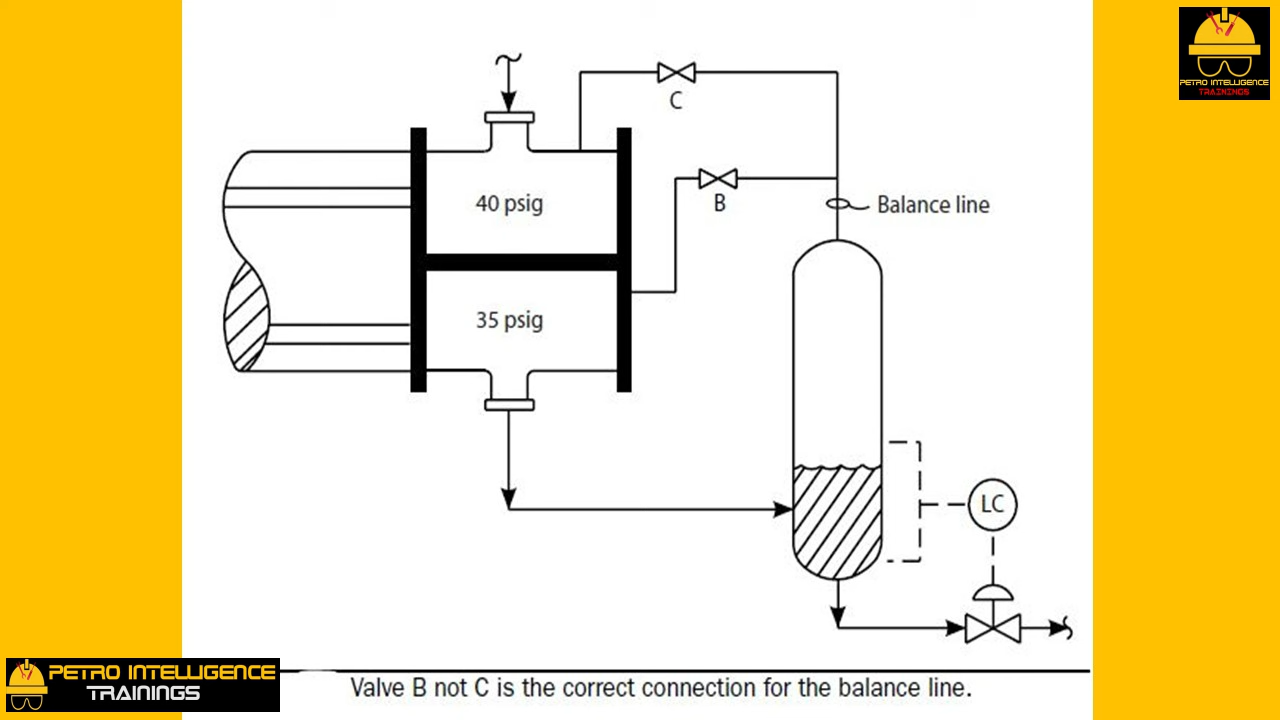 PETRO INTELLIGENCE
TRAININGS
C
B
40 psig
Balance line
35 psig
LC
PETRO INTELLIGENCE
TRAININGS
Valve B not C is the correct connection for the balance line.